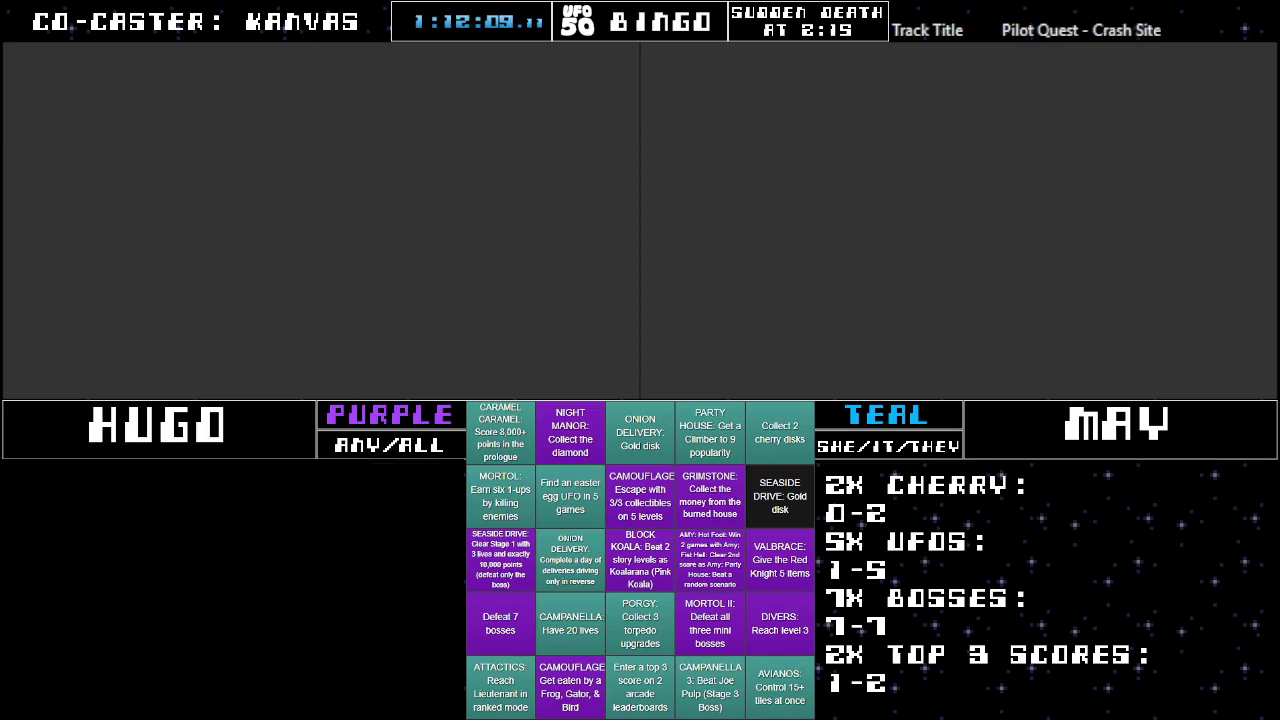 CO-CASTER: KANVAS
1:12:09.11
UFO 50 BINGO
SUDDEN DEATH
AT 2:15
Track Title
Pilot Quest - Crash Site
HUGO
PURPLE
ANY/ALL
TEAL
SHE/IT/THEY
MAY
CARAMEL
CARAMEL:
Score 8,000+
points in the
prologue
NIGHT
MANOR:
Collect the
diamond
ONION
DELIVERY:
Gold disk
PARTY
HOUSE: Get a
Climber to 9
popularity
Collect 2
cherry disks
MORTOL:
Earn six 1-ups
by killing
enemies
Find an easter
egg UFO in 5
games
CAMOUFLAGE
Escape with
3/3 collectibles
on 5 levels
GRIMSTONE:
Collect the
money from the
burned house
SEASIDE
DRIVE: Gold
disk
SEASIDE DRIVE:
Clear Stage 1 with
3 lives and exactly
10,000 points
(defeat only the
boss)
ONION
DELIVERY:
Complete a day of
deliveries driving
only in reverse
BLOCK
KOALA: Beat 2
story levels as
Koalarana (Pink
Koala)
AMY: Hot Foot: Win
2 games with Amy;
Fist Hell: Clear 2nd
score as Amy; Party
House: Beat a
random scenario
VALBRACE:
Give the Red
Knight 5 items
Defeat 7
bosses
CAMPANELLA:
Have 20 lives
PORGY:
Collect 3
torpedo
upgrades
MORTOL II:
Defeat all
three mini
bosses
DIVERS:
Reach level 3
ATTACTICS:
Reach
Lieutenant in
ranked mode
CAMOUFLAGE
Get eaten by a
Frog, Gator, &
Bird
Enter a top 3
score on 2
arcade
leaderboards
CAMPANELLA
3: Beat Joe
Pulp (Stage 3
Boss)
AVIANOS:
Control 15+
tiles at once
2X CHERRY:
0-2
5X UFOS:
1-5
7X BOSSES:
7-7
2X TOP 3 SCORES:
1-2